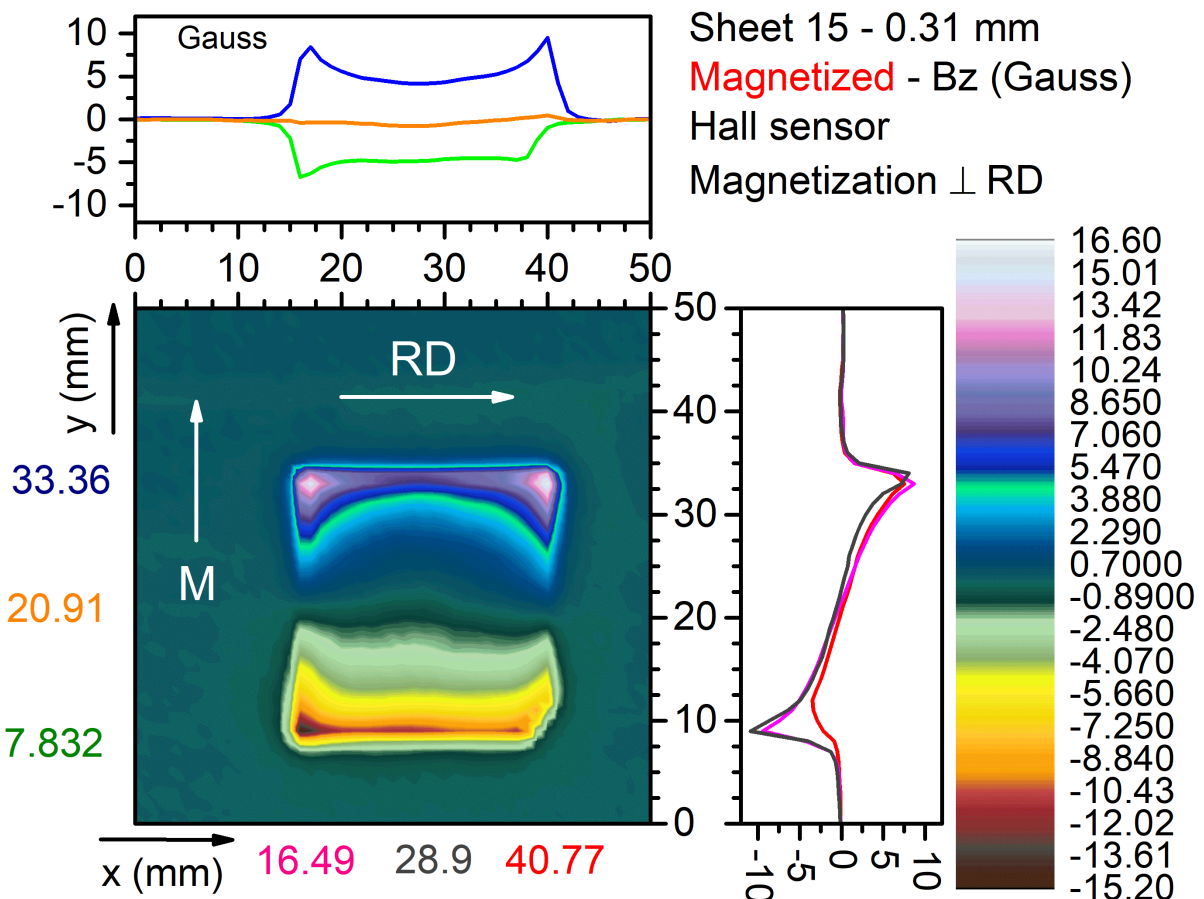 Gauss
10
5
0
-5
-10
0 10 20 30 40 50
Sheet 15 - 0.31 mm
Magnetized - Bz (Gauss)
Hall sensor
Magnetization ⊥ RD
y (mm)
33.36
20.91
7.832
RD
M
50
40
30
20
10
0
x (mm)
16.49 28.9 40.77
-10 -5 0 5 10
16.60
15.01
13.42
11.83
10.24
8.650
7.060
5.470
3.880
2.290
0.7000
-0.8900
-2.480
-4.070
-5.660
-7.250
-8.840
-10.43
-12.02
-13.61
-15.20